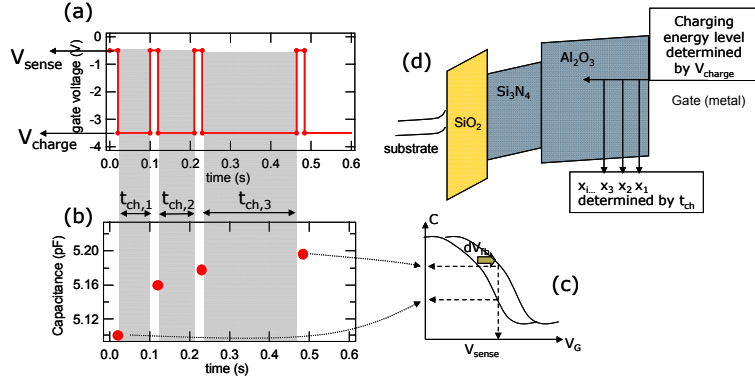 (a)
V_sense
V_charge
gate voltage (V)
0
-1
-2
-3
-4
0.0 0.1 0.2 0.3 0.4 0.5 0.6
time (s)
t_ch,1 t_ch,2 t_ch,3
(b)
Capacitance (pF)
5.20
5.16
5.12
0.0 0.1 0.2 0.3 0.4 0.5 0.6
time (s)
(d)
Charging
energy level
determined
by V_charge
Al₂O₃
Si₃N₄
SiO₂
Gate (metal)
substrate
x_i... x₃ x₂ x₁
determined by t_ch
C
dV_fb
(c)
V_sense
V_G